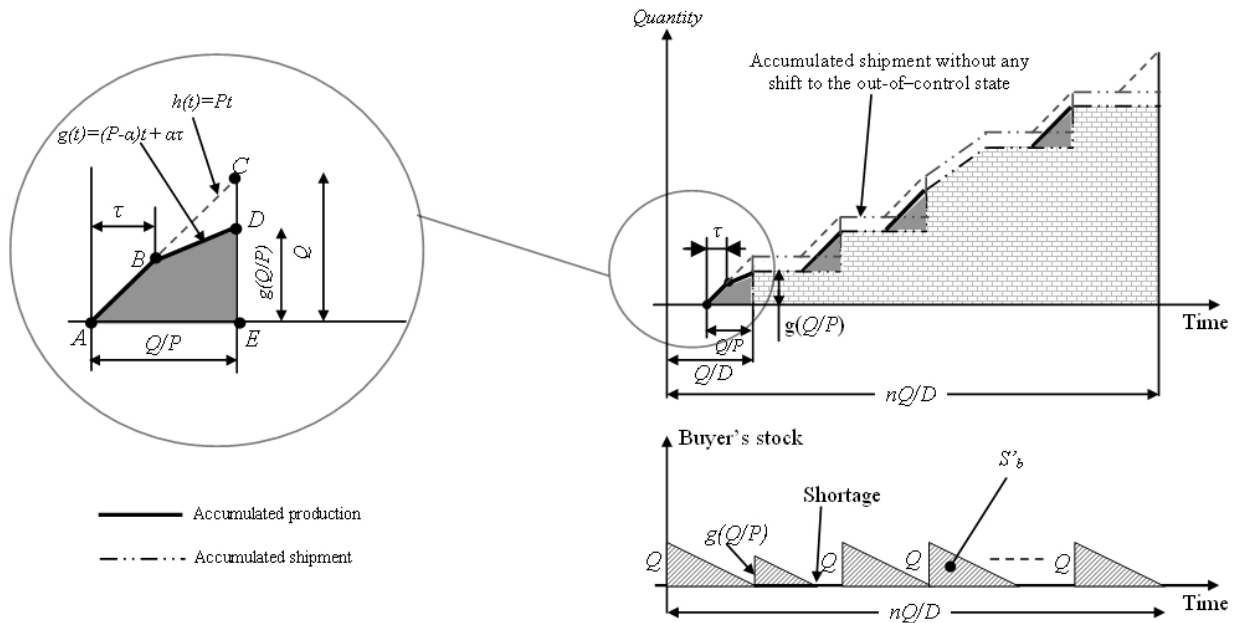 h(t)=Pt
g(t)=(P-α)t + ατ
C
τ
D
B
g(Q/P)
Q
A
Q/P
E
Accumulated production
Accumulated shipment
Quantity
Accumulated shipment without any
shift to the out-of–control state
τ
g(Q/P)
Time
Q/P
Q/D
nQ/D
Buyer's stock
S'b
Shortage
g(Q/P)
Q
Q
Q
Q
Time
nQ/D